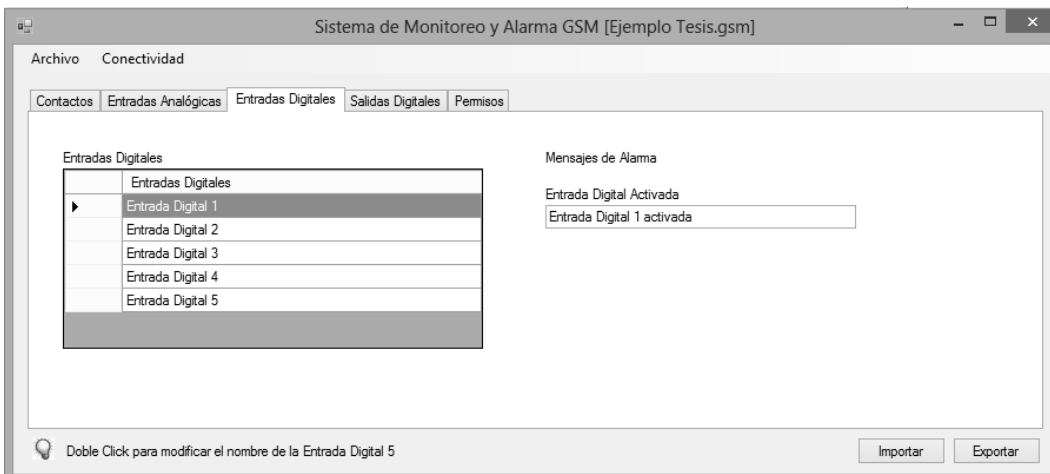 Sistema de Monitoreo y Alarma GSM [Ejemplo Tesis.gsm]
Archivo Conectividad
Contactos Entradas Analógicas Entradas Digitales Salidas Digitales Permisos
Entradas Digitales
Entradas Digitales
Entrada Digital 1
Entrada Digital 2
Entrada Digital 3
Entrada Digital 4
Entrada Digital 5
Mensajes de Alarma
Entrada Digital Activada
Entrada Digital 1 activada
Doble Click para modificar el nombre de la Entrada Digital 5
Importar Exportar